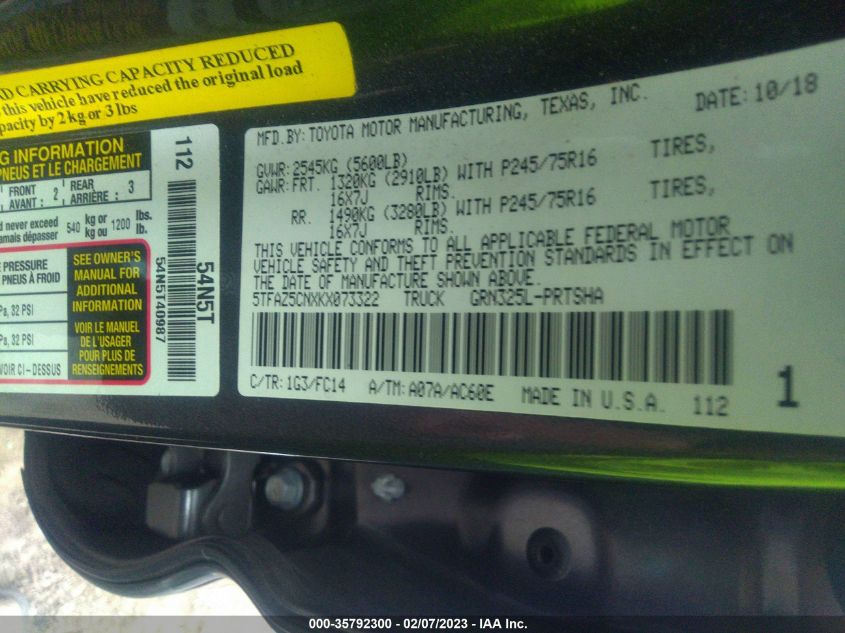 AD CARRYING CAPACITY REDUCED
this vehicle have reduced the original load
pacity by 2 kg or 3 lbs
G INFORMATION
PNEUS ET LE CHARGEMENT
FRONT AVANT : 2 REAR ARRIÈRE : 3
d never exceed
amais dépasser 540 kg or kg ou 1200 lbs. lb.
E PRESSURE
PNEUS À FROID
Pa, 32 PSI
Pa, 32 PSI
VOIR CI - DESSUS
SEE OWNER'S
MANUAL FOR
ADDITIONAL
INFORMATION
VOIR LE MANUEL
DE L'USAGER
POUR PLUS DE
RENSEIGNEMENTS
112
54N5T40987
54N5T
MFD.BY: TOYOTA MOTOR MANUFACTURING, TEXAS, INC. DATE: 10/18
GVWR: 2545KG (5600LB)
GAWR: FRT. 1320KG (2910LB) WITH P245/75R16 TIRES,
16X7J RIMS.
RR. 1490KG (3280LB) WITH P245/75R16 TIRES,
16X7J RIMS.
THIS VEHICLE CONFORMS TO ALL APPLICABLE FEDERAL MOTOR
VEHICLE SAFETY AND THEFT PREVENTION STANDARDS IN EFFECT ON
THE DATE OF MANUFACTURE SHOWN ABOVE.
5TFAZ5CNXKX073322 TRUCK GRN325L-PRTSHA
C/TR: 1G3/FC14 A/TM: A07A/AC60E MADE IN U.S.A. 112 1
000-35792300 - 02/07/2023 - IAA Inc.